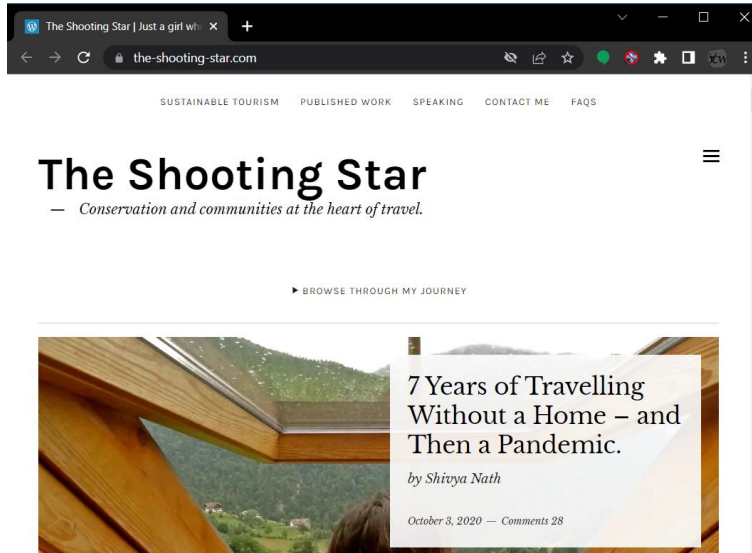 The Shooting Star | Just a girl wh
the-shooting-star.com
SUSTAINABLE TOURISM PUBLISHED WORK SPEAKING CONTACT ME FAQS
The Shooting Star
— Conservation and communities at the heart of travel.
BROWSE THROUGH MY JOURNEY
7 Years of Travelling
Without a Home – and
Then a Pandemic.
by Shivya Nath
October 3, 2020 — Comments 28